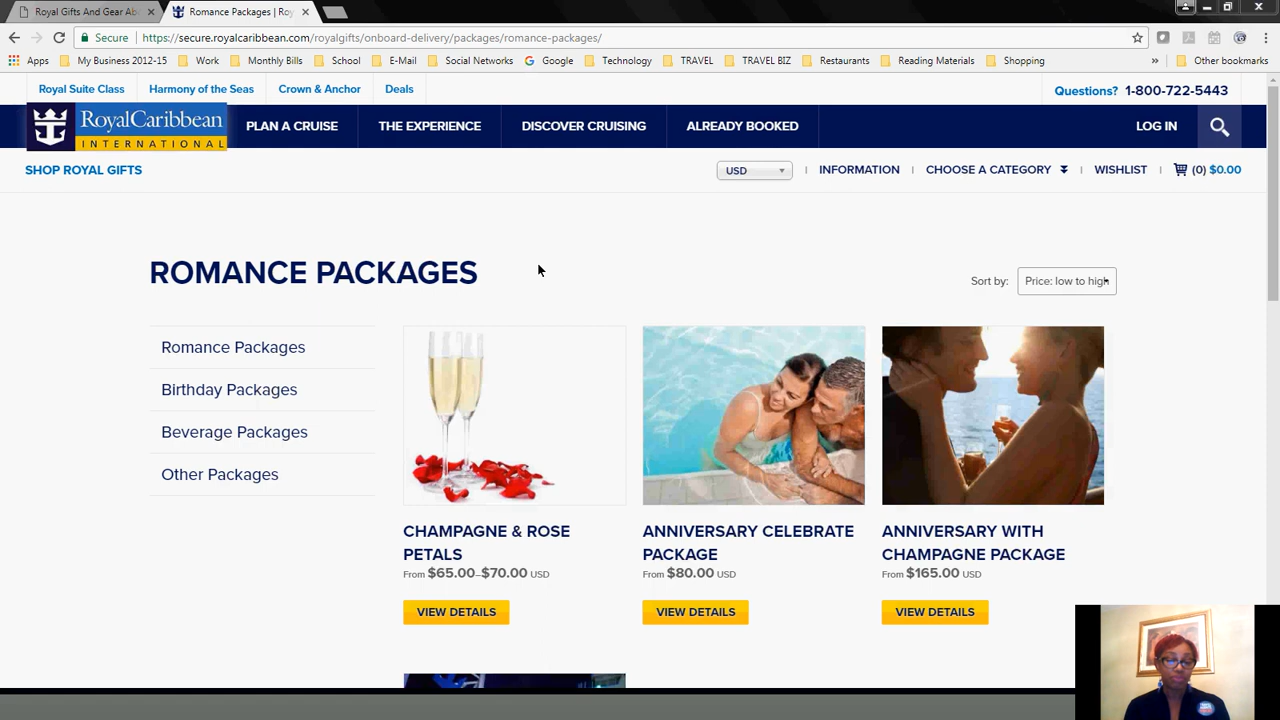 Royal Gifts And Gear Ab
Romance Packages | Roy
Secure
https://secure.royalcaribbean.com/royalgifts/onboard-delivery/packages/romance-packages/
Apps My Business 2012-15 Work Monthly Bills School E-Mail Social Networks Google Technology TRAVEL TRAVEL BIZ Restaurants Reading Materials Shopping » Other bookmarks
Royal Suite Class Harmony of the Seas Crown & Anchor Deals Questions? 1-800-722-5443
RoyalCaribbean
INTERNATIONAL
PLAN A CRUISE THE EXPERIENCE DISCOVER CRUISING ALREADY BOOKED LOG IN
SHOP ROYAL GIFTS USD INFORMATION CHOOSE A CATEGORY WISHLIST (0) $0.00
ROMANCE PACKAGES
Sort by: Price: low to high
Romance Packages
Birthday Packages
Beverage Packages
Other Packages
CHAMPAGNE & ROSE
PETALS
From $65.00–$70.00 USD
VIEW DETAILS
ANNIVERSARY CELEBRATE
PACKAGE
From $80.00 USD
VIEW DETAILS
ANNIVERSARY WITH
CHAMPAGNE PACKAGE
From $165.00 USD
VIEW DETAILS